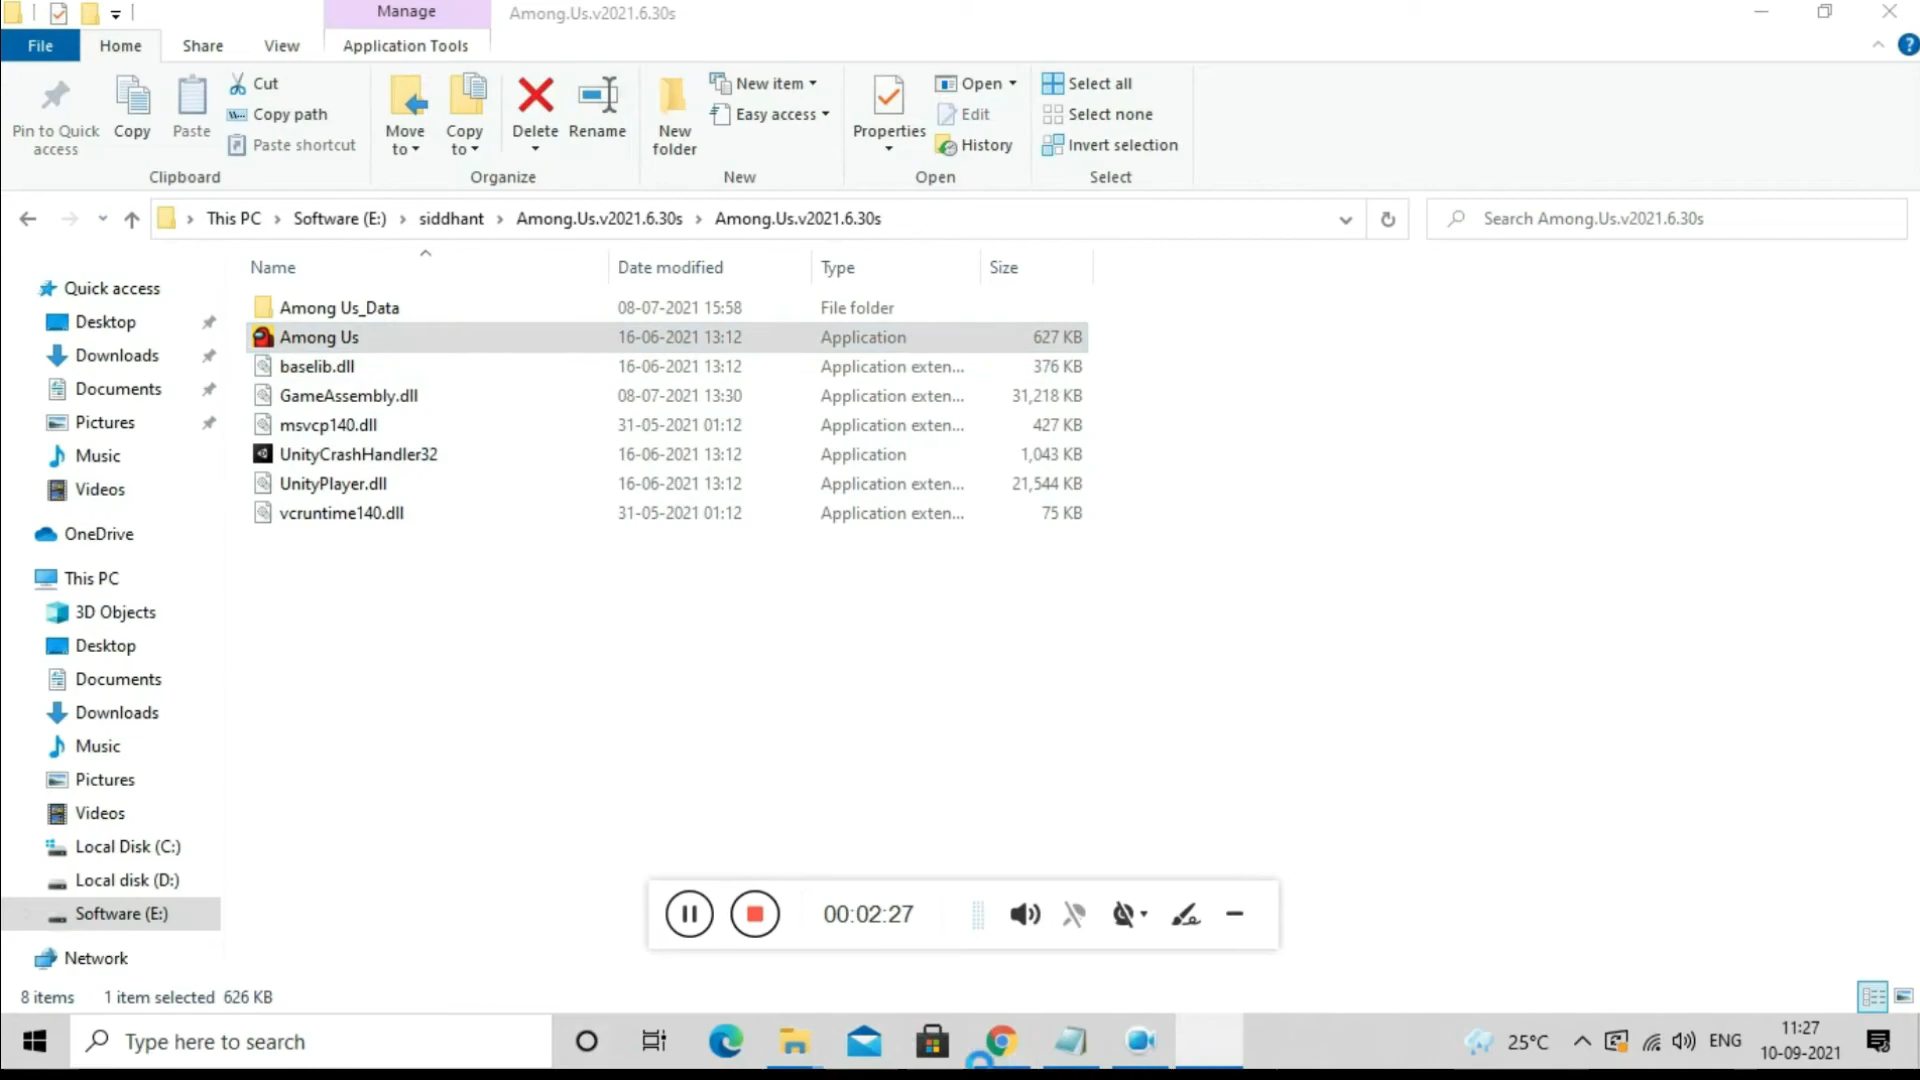 Manage
Among.Us.v2021.6.30s
File
Home
Share
View
Application Tools
Pin to Quick
access
Copy
Paste
Cut
Copy path
Paste shortcut
Clipboard
Move
to
Copy
to
Delete
Rename
Organize
New
folder
New item
Easy access
New
Properties
Open
Edit
History
Open
Select all
Select none
Invert selection
Select
This PC > Software (E:) > siddhant > Among.Us.v2021.6.30s > Among.Us.v2021.6.30s
Search Among.Us.v2021.6.30s
Name Date modified Type Size
Among Us_Data 08-07-2021 15:58 File folder
Among Us 16-06-2021 13:12 Application 627 KB
baselib.dll 16-06-2021 13:12 Application exten... 376 KB
GameAssembly.dll 08-07-2021 13:30 Application exten... 31,218 KB
msvcp140.dll 31-05-2021 01:12 Application exten... 427 KB
UnityCrashHandler32 16-06-2021 13:12 Application 1,043 KB
UnityPlayer.dll 16-06-2021 13:12 Application exten... 21,544 KB
vcruntime140.dll 31-05-2021 01:12 Application exten... 75 KB
Quick access
Desktop
Downloads
Documents
Pictures
Music
Videos
OneDrive
This PC
3D Objects
Desktop
Documents
Downloads
Music
Pictures
Videos
Local Disk (C:)
Local disk (D:)
Software (E:)
Network
00:02:27
8 items 1 item selected 626 KB
Type here to search
25°C
ENG
11:27
10-09-2021